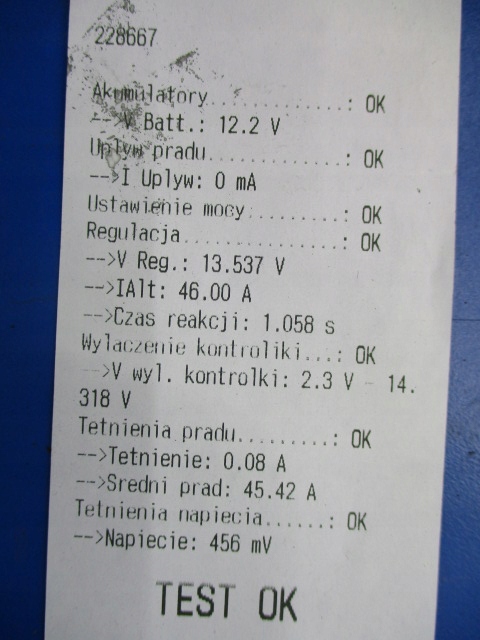 228667
Akumulatory..............: OK
-->V Batt.: 12.2 V
Uplyw pradu..............: OK
-->I Uplyw: 0 mA
Ustawienie mocy.........: OK
Regulacja................: OK
-->V Reg.: 13.537 V
-->IAlt: 46.00 A
-->Czas reakcji: 1.058 s
Wylaczenie kontroliki...: OK
-->V wyl. kontrolki: 2.3 V - 14.
318 V
Tetnienia pradu.........: OK
-->Tetnienie: 0.08 A
-->Sredni prad: 45.42 A
Tetnienia napiecia......: OK
-->Napiecie: 456 mV
TEST OK